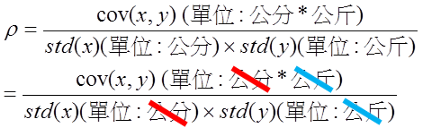 ρ = cov(x, y) (單位:公分*公斤)
std(x)(單位:公分)×std(y)(單位:公斤)
= cov(x, y) (單位:公分*公斤)
std(x)(單位:公分)×std(y)(單位:公斤)